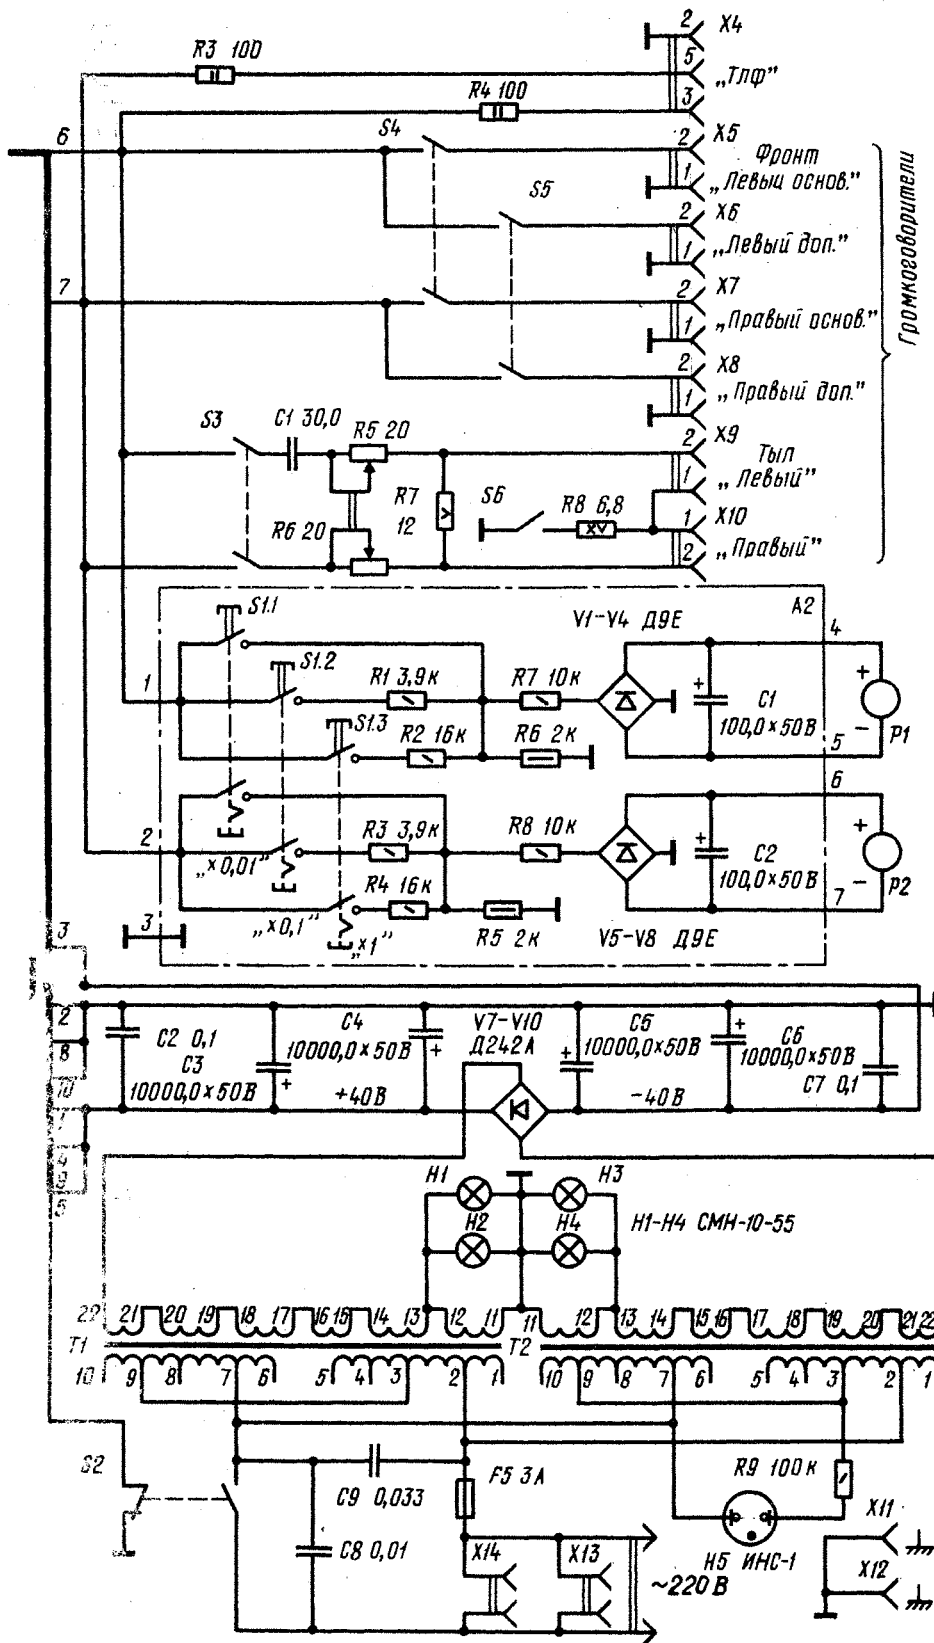 2 X4
R3 100
5
„Тлф”
R4 100
3
6
S4
2 X5
Фронт
1
„Левый основ.”
S5
2 X6
1 „Левый доп.”
7
2 X7
1 „Правый основ.”
2 X8
1 „Правый доп.”
Громкоговорители
S3
C1 30,0
R5 20
2 X9
Тыл
1 „Левый”
R7
12
S6
R8 6,8
1 X10
R6 20
2 „Правый”
S1.1
V1-V4 Д9Е
A2
4
S1.2
1
R1 3,9к
R7 10к
+
+
C1
100,0×50В
S1.3
R2 16к
R6 2к
–
P1
5
6
2
R3 3,9к
R8 10к
+
+
„×0,01”
C2
100,0×50В
R4 16к
–
P2
„×0,1”
7
3
„×1”
R5 2к
V5-V8 Д9Е
3
2
8
10
C2 0,1
C3
10000,0×50В
+
C4
10000,0×50В
+
V7-V10
Д242А
C5
10000,0×50В
+
C6
10000,0×50В
+
C7 0,1
+40В
–40В
1
4
9
5
H1
H3
H2
H4
H1-H4 СМН-10-55
22 21 20 19 18 17 16 15 14 13 12 11
11 12 13 14 15 16 17 18 19 20 21 22
T1
T2
10 9 8 7 6 5 4 3 2 1
10 9 8 7 6 5 4 3 2 1
S2
C9 0,033
F5 3А
R9 100к
C8 0,01
X14
X13
H5 ИНС-1
X11
X12
~220 В